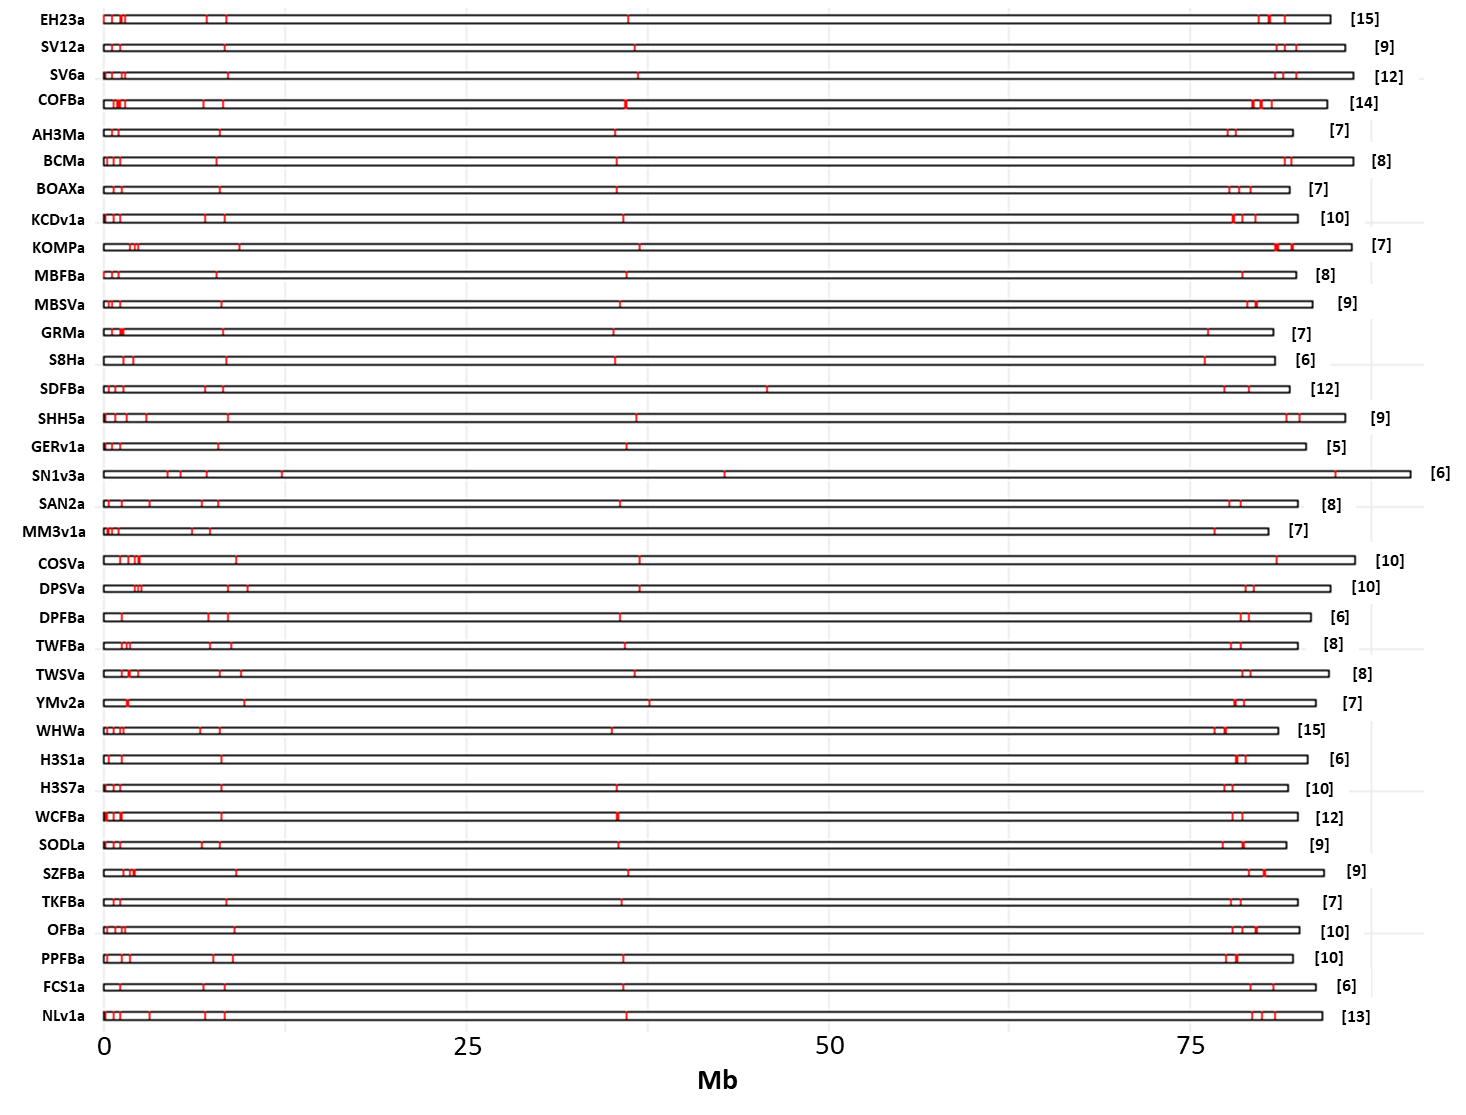 EH23a [15]
SV12a [9]
SV6a [12]
COFBa [14]
AH3Ma [7]
BCMa [8]
BOAXa [7]
KCDv1a [10]
KOMPa [7]
MBFBa [8]
MBSVa [9]
GRMa [7]
S8Ha [6]
SDFBa [12]
SHH5a [9]
GERv1a [5]
SN1v3a [6]
SAN2a [8]
MM3v1a [7]
COSVa [10]
DPSVa [10]
DPFBa [6]
TWFBa [8]
TWSVa [8]
YMv2a [7]
WHWa [15]
H3S1a [6]
H3S7a [10]
WCFBa [12]
SODLa [9]
SZFBa [9]
TKFBa [7]
OFBa [10]
PPFBa [10]
FCS1a [6]
NLv1a [13]
0 25 50 75
Mb